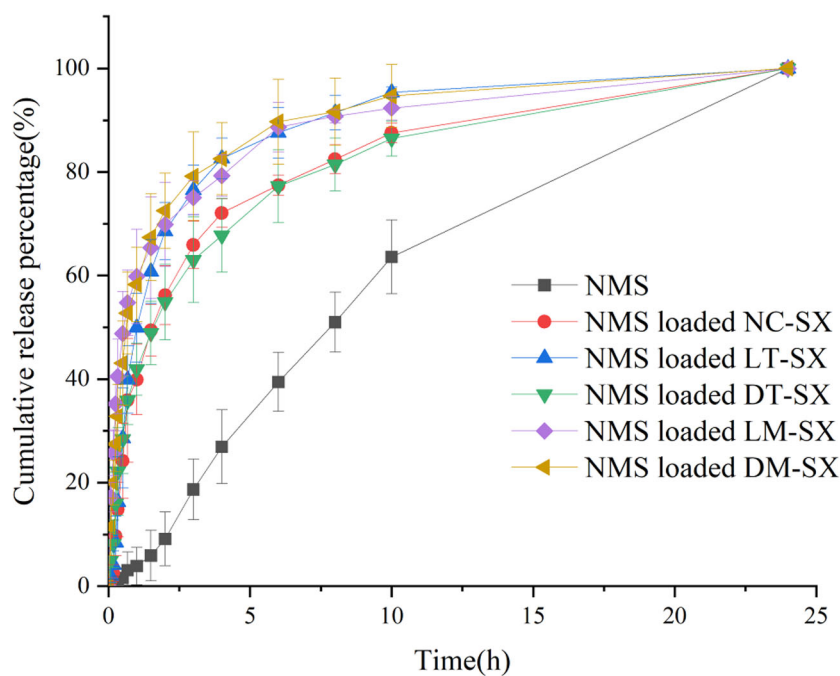 Cumulative release percentage(%)
100
80
60
40
20
0
NMS
NMS loaded NC-SX
NMS loaded LT-SX
NMS loaded DT-SX
NMS loaded LM-SX
NMS loaded DM-SX
0 5 10 15 20 25
Time(h)